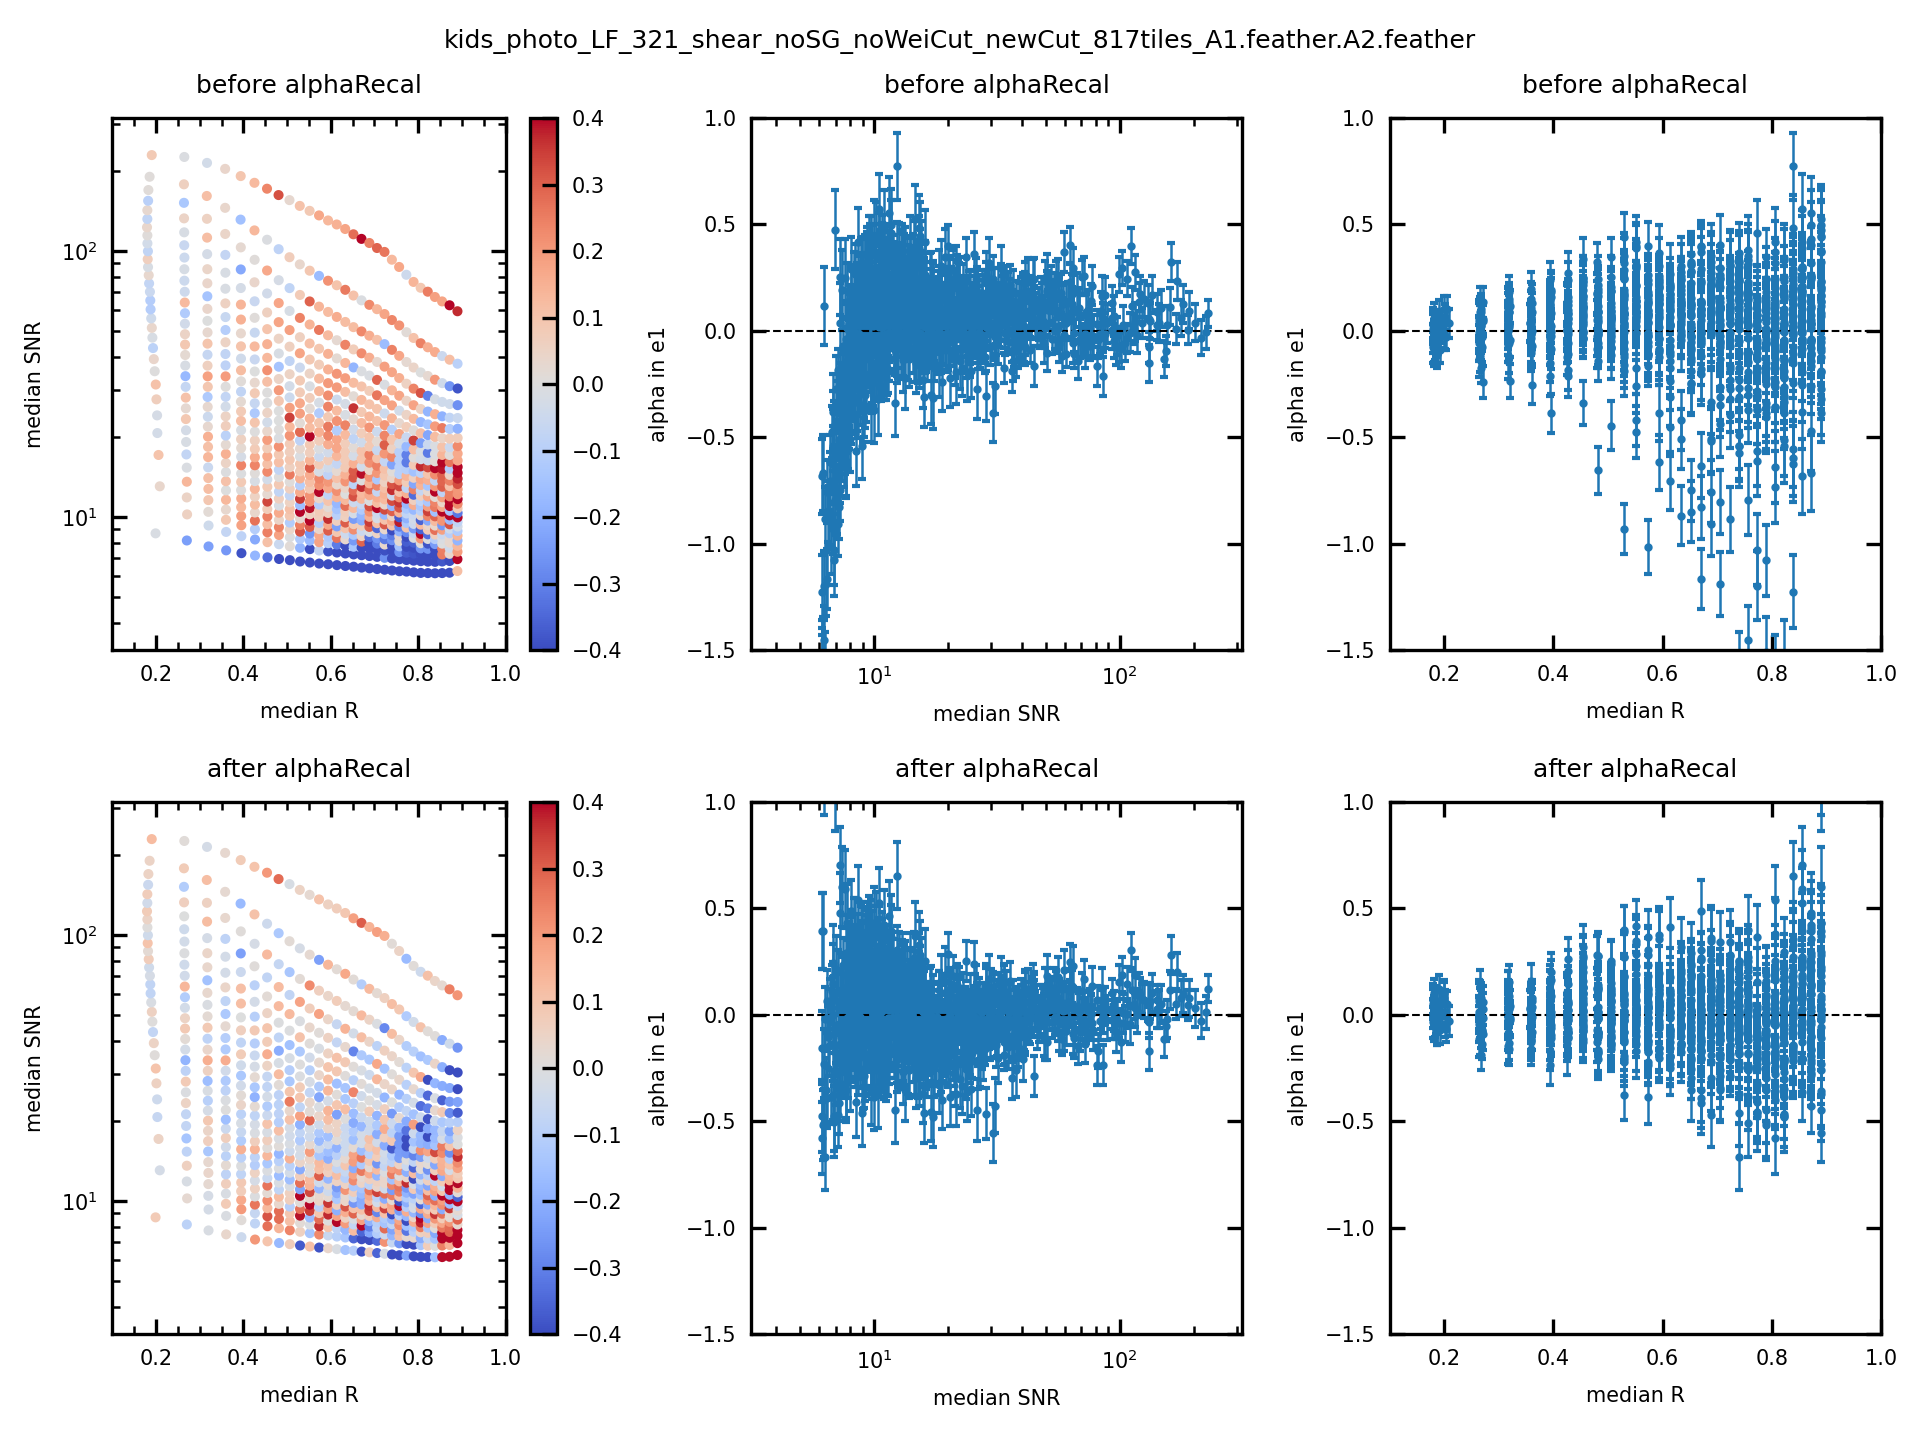 kids_photo_LF_321_shear_noSG_noWeiCut_newCut_817tiles_A1.feather.A2.feather
before alphaRecal
before alphaRecal
before alphaRecal
median SNR
10²
10¹
0.2 0.4 0.6 0.8 1.0
median R
0.4
0.3
0.2
0.1
0.0
−0.1
−0.2
−0.3
−0.4
alpha in e1
1.0
0.5
0.0
−0.5
−1.0
−1.5
10¹ 10²
median SNR
alpha in e1
1.0
0.5
0.0
−0.5
−1.0
−1.5
0.2 0.4 0.6 0.8 1.0
median R
after alphaRecal
after alphaRecal
after alphaRecal
median SNR
10²
10¹
0.2 0.4 0.6 0.8 1.0
median R
0.4
0.3
0.2
0.1
0.0
−0.1
−0.2
−0.3
−0.4
alpha in e1
1.0
0.5
0.0
−0.5
−1.0
−1.5
10¹ 10²
median SNR
alpha in e1
1.0
0.5
0.0
−0.5
−1.0
−1.5
0.2 0.4 0.6 0.8 1.0
median R